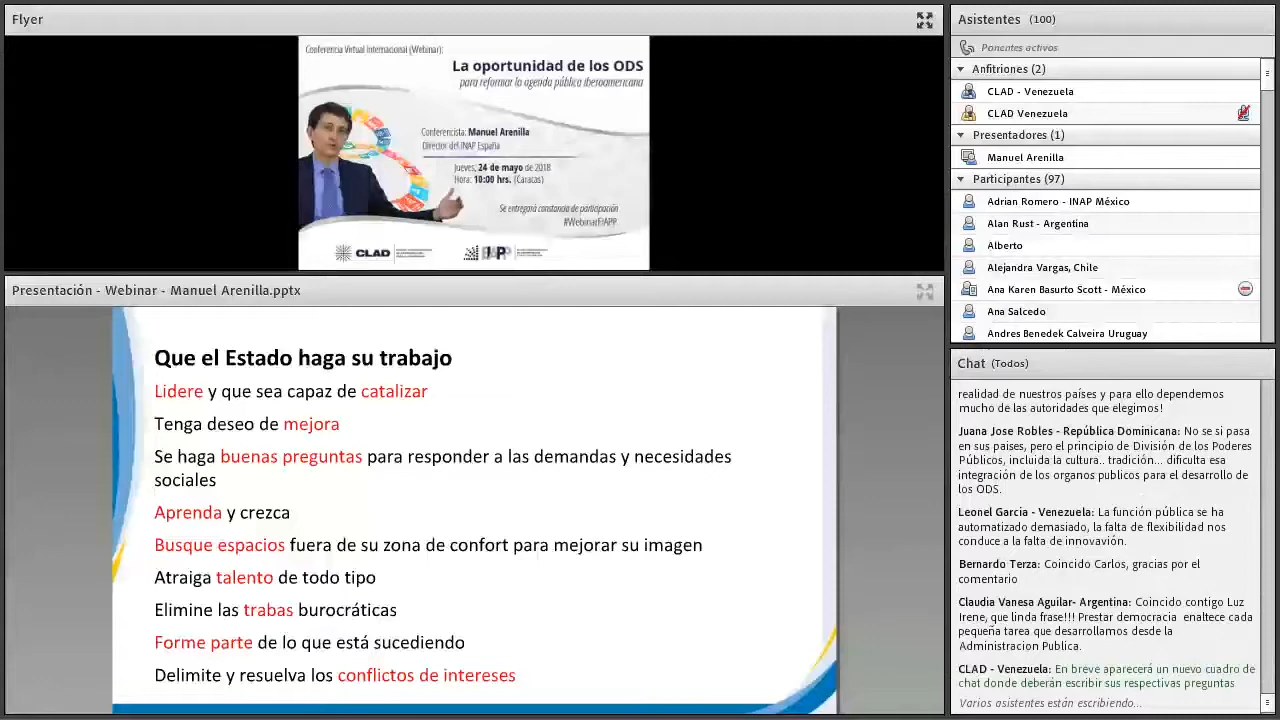 Flyer
Conferencia Virtual Internacional (Webinar):
La oportunidad de los ODS
para reformar la agenda pública iberoamericana
Conferencista: Manuel Arenilla
Director del INAP España
Jueves, 24 de mayo de 2018
Hora: 10:00 hrs. (Caracas)
Se entregará constancia de participación
#WebinarEIAPP
CLAD
EIAPP
Presentación - Webinar - Manuel Arenilla.pptx
Que el Estado haga su trabajo
Lidere y que sea capaz de catalizar
Tenga deseo de mejora
Se haga buenas preguntas para responder a las demandas y necesidades
sociales
Aprenda y crezca
Busque espacios fuera de su zona de confort para mejorar su imagen
Atraiga talento de todo tipo
Elimine las trabas burocráticas
Forme parte de lo que está sucediendo
Delimite y resuelva los conflictos de intereses
Asistentes (100)
Ponentes activos
Anfitriones (2)
CLAD - Venezuela
CLAD Venezuela
Presentadores (1)
Manuel Arenilla
Participantes (97)
Adriana Plasencia - INAP México
Alan Rust - Argentina
Alberto
Alejandra Vargas, Chile
Ana Karen Basurto Scott - México
Ana Salcedo
Andres Benedek Calveira Uruguay
Chat (Todos)
realidad de nuestros países y para ello dependemos
mucho de las autoridades que elegimos!
Juana Jose Robles - República Dominicana: No se si pasa
en sus países, pero el principio de División de los Poderes
Públicos, incluida la cultura.. tradición... dificulta esa
integración de los organos publicos para el desarrollo de
los ODS.
Leonel García - Venezuela: La función pública se ha
automatizado demasiado, la falta de flexibilidad nos
conduce a la falta de innovavión.
Bernardo Terza: Coincido Carlos, gracias por el
comentario
Claudia Vanesa Aguilar- Argentina: Coincido contigo Luz
Irene, que linda frase!!! Prestar democracia enaltece cada
pequeña tarea que desarrollamos desde la
Administracion Publica.
CLAD - Venezuela: En breve aparecerá un nuevo cuadro de
chat donde deberán escribir sus respectivas preguntas
Varios asistentes están escribiendo...